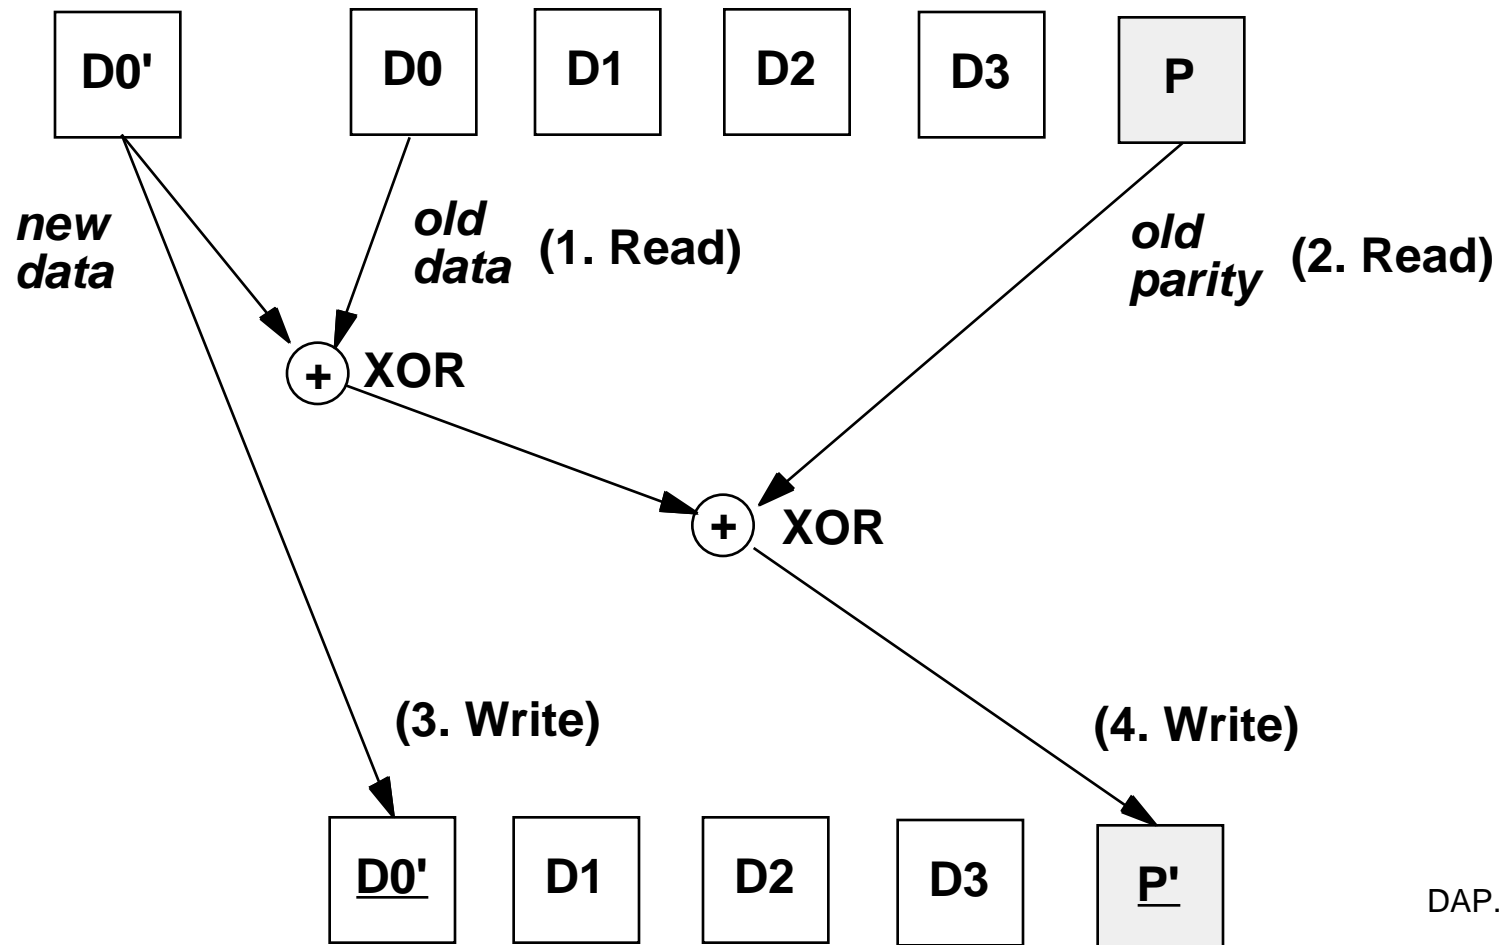 D0' D0 D1 D2 D3 P
new
data
old
data (1. Read)
old
parity (2. Read)
+ XOR
+ XOR
(3. Write) (4. Write)
D0' D1 D2 D3 P'
DAP.